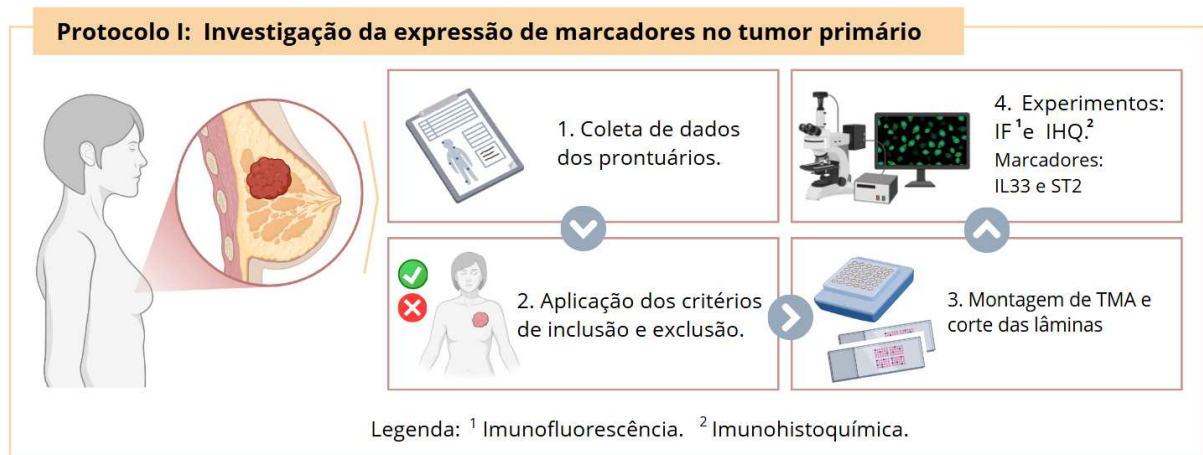 Protocolo I: Investigação da expressão de marcadores no tumor primário
1. Coleta de dados
dos prontuários.
2. Aplicação dos critérios
de inclusão e exclusão.
3. Montagem de TMA e
corte das lâminas
4. Experimentos:
IF¹e IHQ.²
Marcadores:
IL33 e ST2
Legenda: ¹ Imunofluorescência. ² Imunohistoquímica.